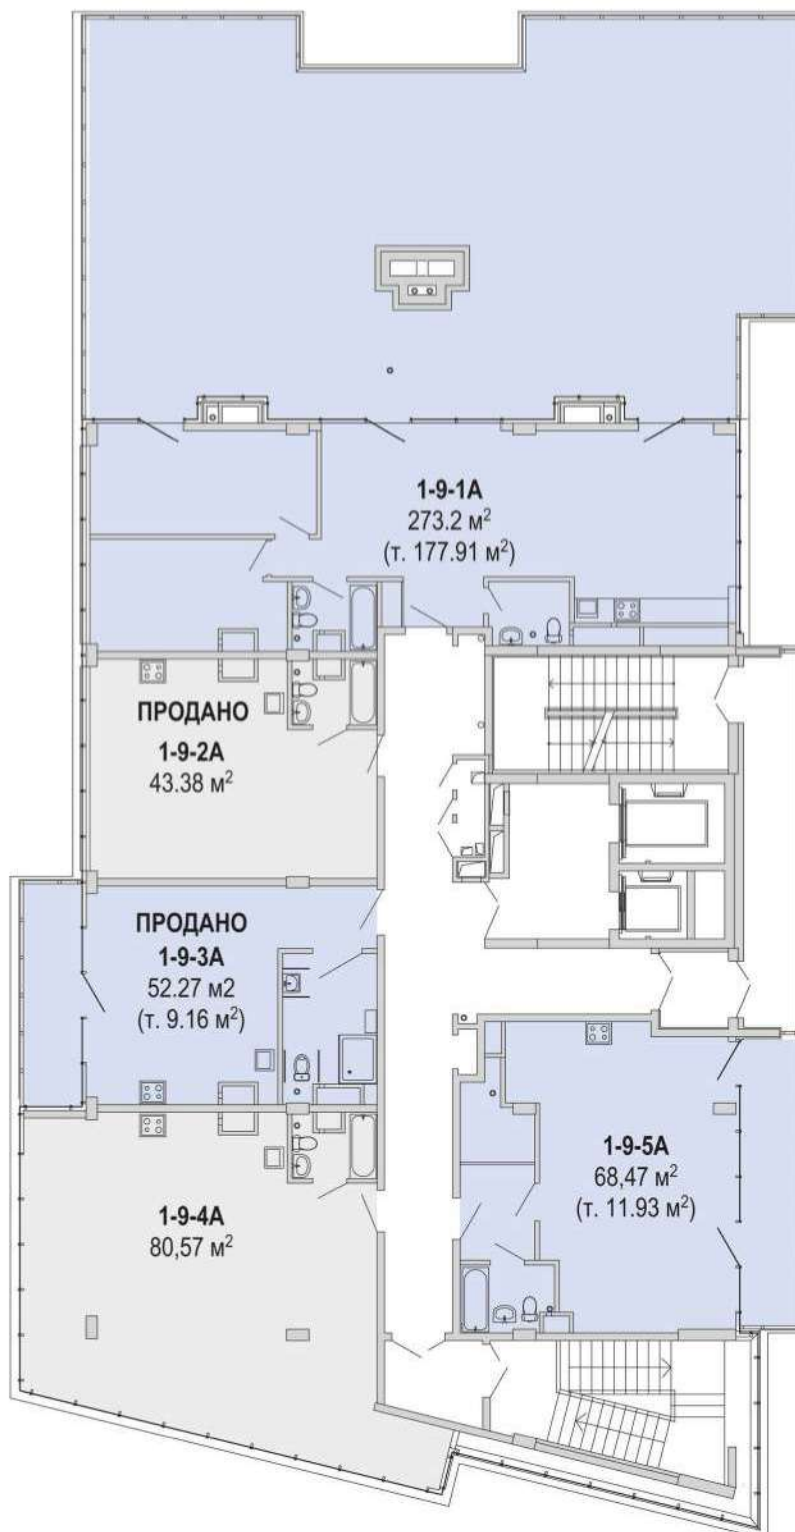 1-9-1А
273.2 м²
(т. 177.91 м²)
ПРОДАНО
1-9-2А
43.38 м²
ПРОДАНО
1-9-3А
52.27 м2
(т. 9.16 м²)
1-9-5А
68,47 м²
(т. 11.93 м²)
1-9-4А
80,57 м²